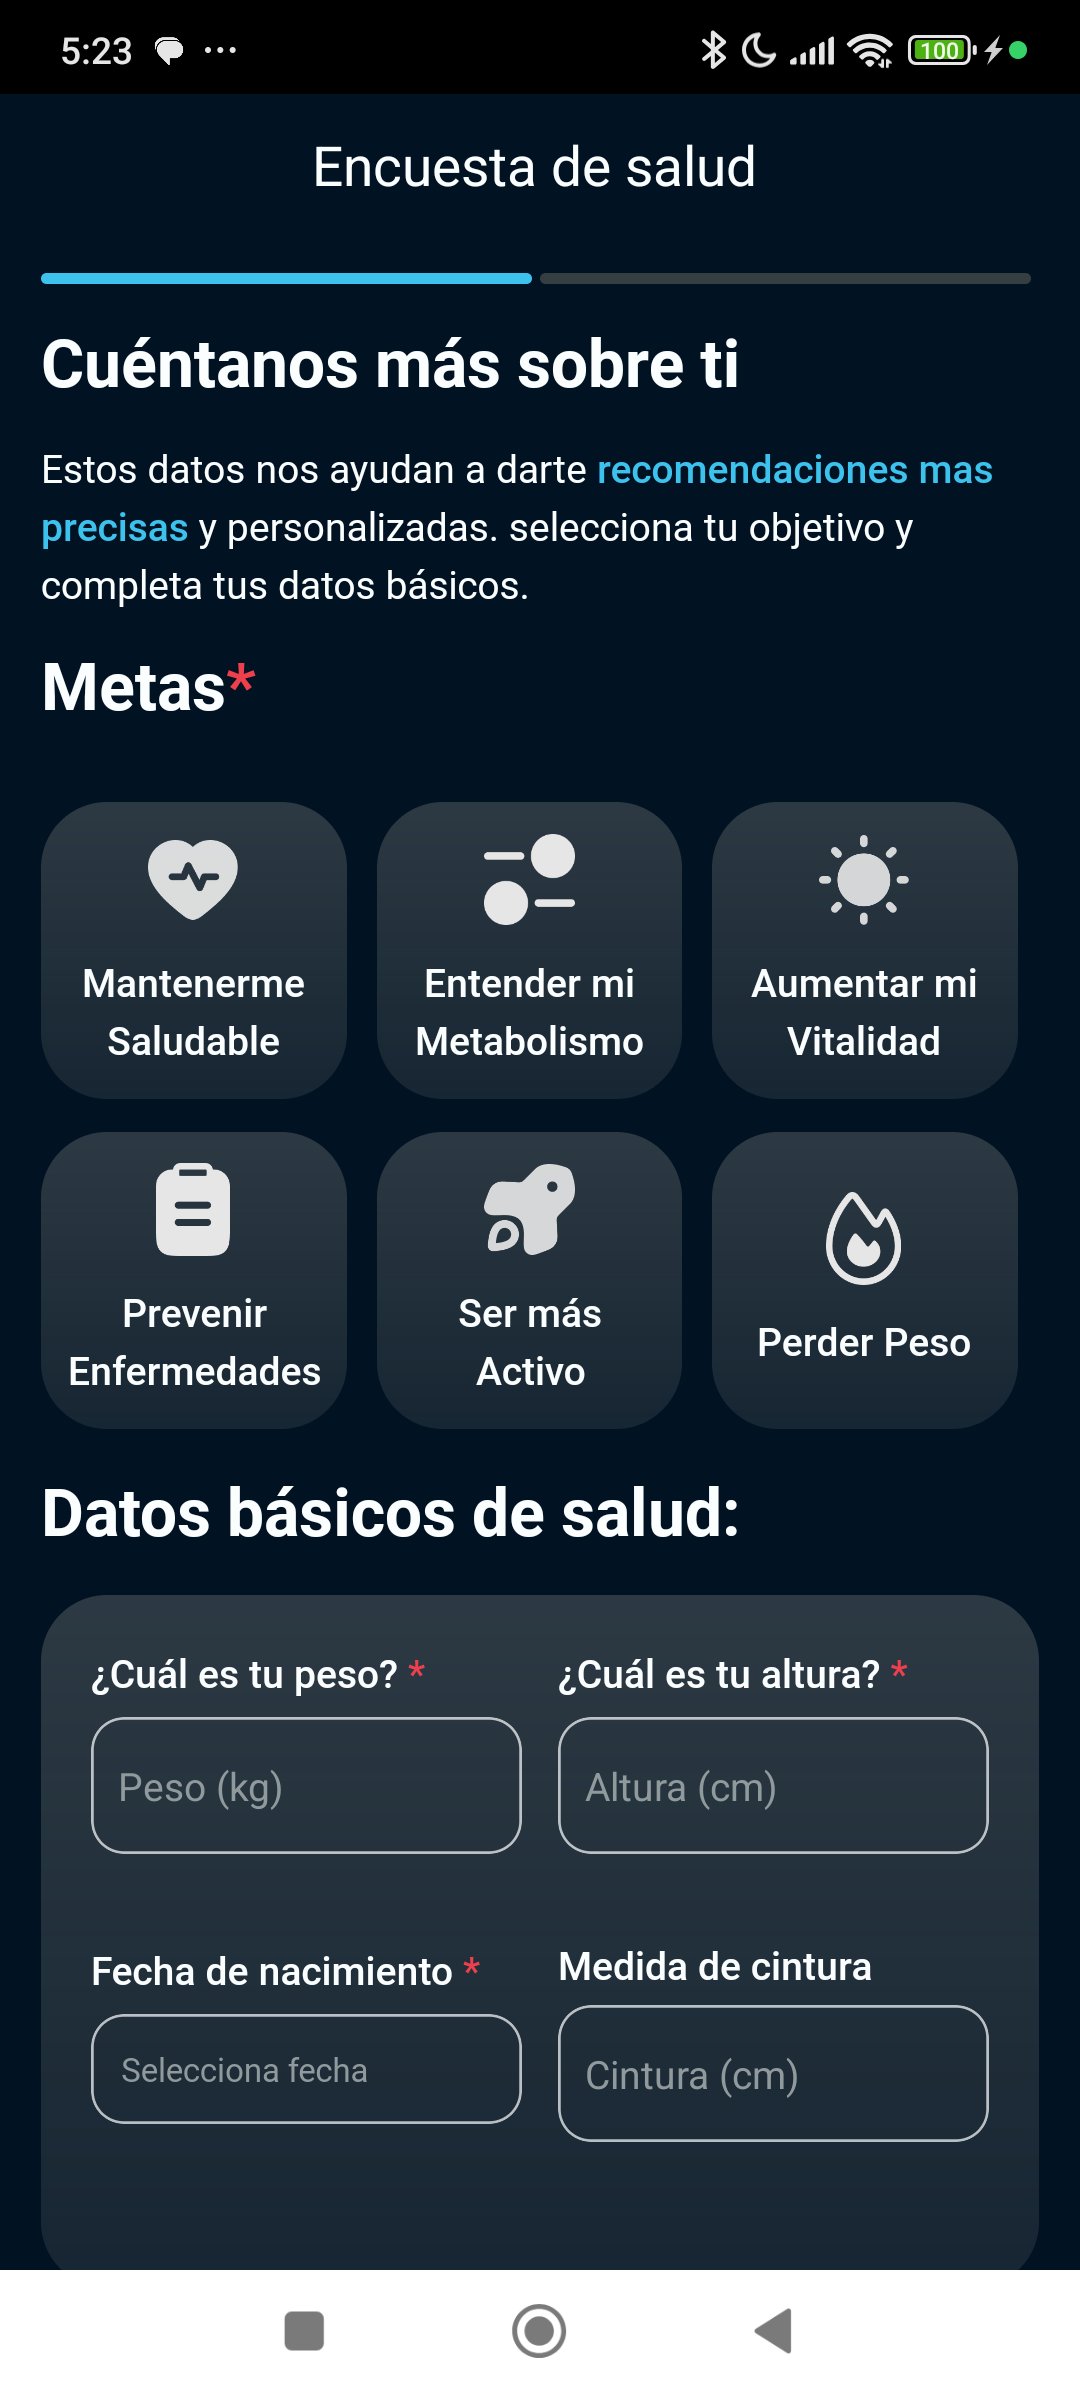 5:23
100
Encuesta de salud
Cuéntanos más sobre ti
Estos datos nos ayudan a darte recomendaciones mas
precisas y personalizadas. selecciona tu objetivo y
completa tus datos básicos.
Metas*
Mantenerme
Saludable
Entender mi
Metabolismo
Aumentar mi
Vitalidad
Prevenir
Enfermedades
Ser más
Activo
Perder Peso
Datos básicos de salud:
¿Cuál es tu peso? *
Peso (kg)
¿Cuál es tu altura? *
Altura (cm)
Fecha de nacimiento *
Selecciona fecha
Medida de cintura
Cintura (cm)